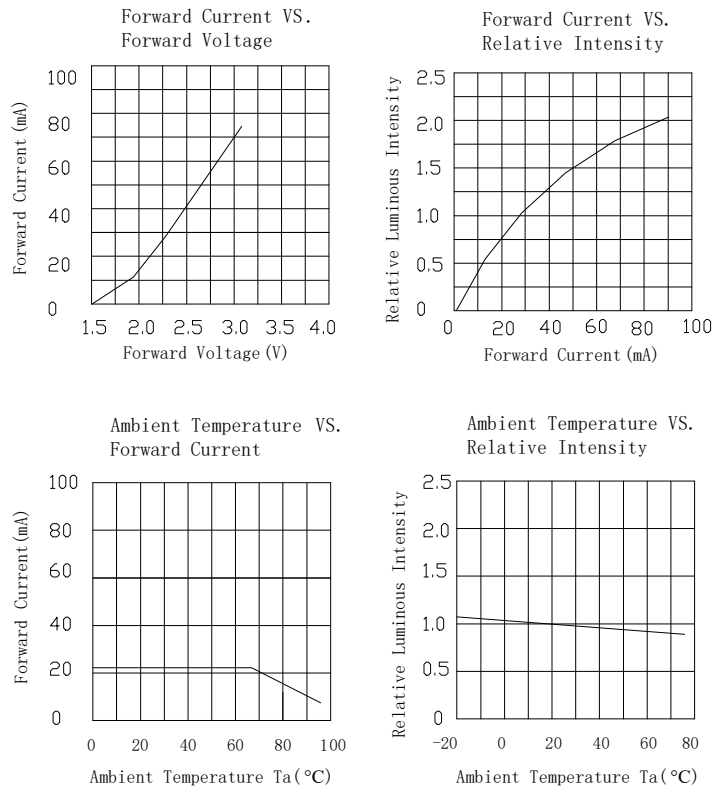 Forward Current VS.
Forward Voltage
Forward Current(mA)
100
80
60
40
20
0
1.5 2.0 2.5 3.0 3.5 4.0
Forward Voltage(V)
Forward Current VS.
Relative Intensity
Relative Luminous Intensity
2.5
2.0
1.5
1.0
0.5
0
0 20 40 60 80 100
Forward Current(mA)
Ambient Temperature VS.
Forward Current
Forward Current(mA)
100
80
60
40
20
0
0 20 40 60 80 100
Ambient Temperature Ta(°C)
Ambient Temperature VS.
Relative Intensity
Relative Luminous Intensity
2.5
2.0
1.5
1.0
0.5
0
-20 0 20 40 60 80
Ambient Temperature Ta(°C)